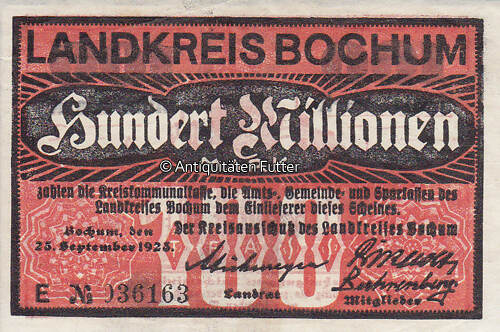 LANDKREIS BOCHUM
Hundert Millionen
Mark
© Antiquitäten Futter
zahlen die Kreiskommunalkasse, die Amts-, Gemeinde- und Sparkassen des
Landkreises Bochum dem Einlieferer dieses Scheines.
Bochum, den
25. September 1923.
Der Kreisausschuß des Landkreises Bochum
E № 036163
Landrat
Mitglieder